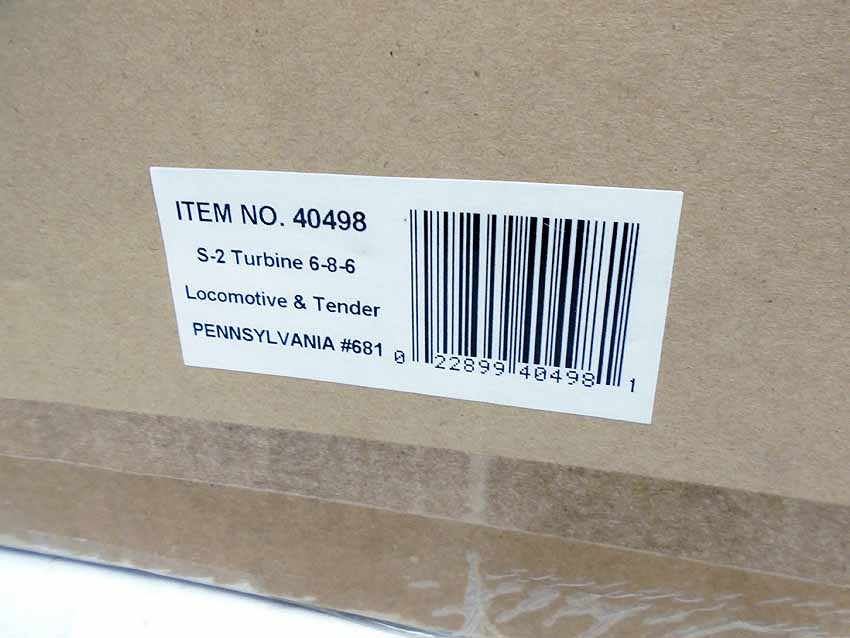 ITEM NO. 40498
S-2 Turbine 6-8-6
Locomotive & Tender
PENNSYLVANIA #681
0 22899 40498 1